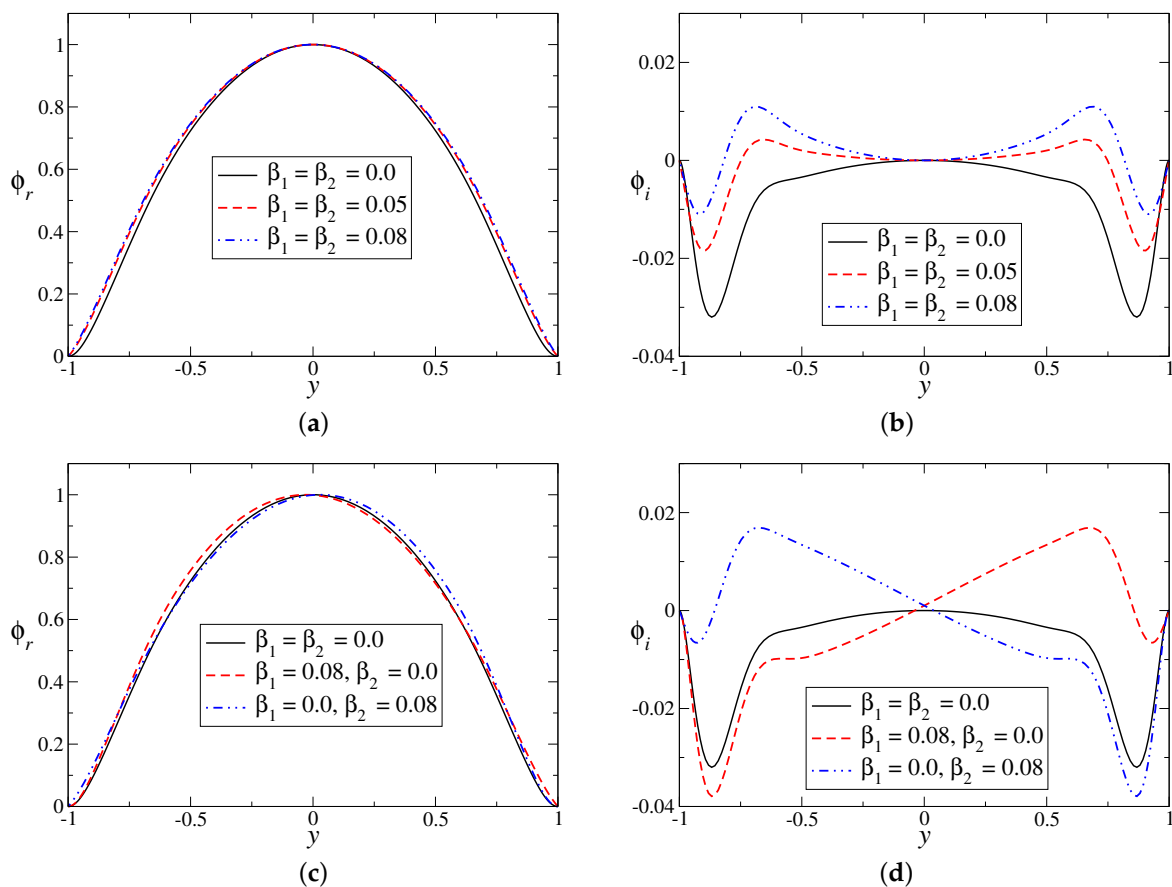 1
0.8
0.6
ϕr
0.4
0.2
0
β1 = β2 = 0.0
β1 = β2 = 0.05
β1 = β2 = 0.08
-1 -0.5 0 0.5 1
y
(a)
0.02
0
ϕi
-0.02
-0.04
β1 = β2 = 0.0
β1 = β2 = 0.05
β1 = β2 = 0.08
-1 -0.5 0 0.5 1
y
(b)
1
0.8
0.6
ϕr
0.4
0.2
0
β1 = β2 = 0.0
β1 = 0.08, β2 = 0.0
β1 = 0.0, β2 = 0.08
-1 -0.5 0 0.5 1
y
(c)
0.02
0
ϕi
-0.02
-0.04
β1 = β2 = 0.0
β1 = 0.08, β2 = 0.0
β1 = 0.0, β2 = 0.08
-1 -0.5 0 0.5 1
y
(d)